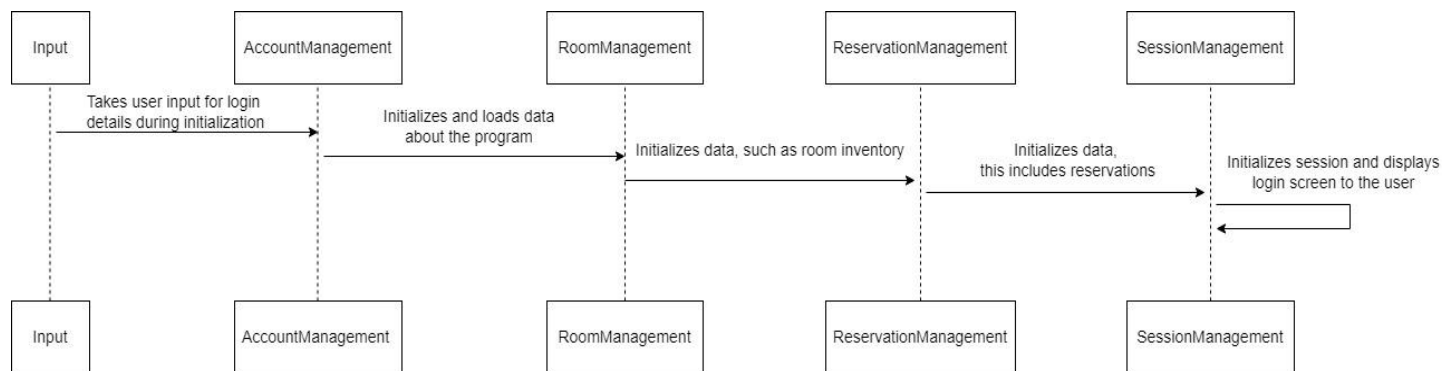 Input
AccountManagement
RoomManagement
ReservationManagement
SessionManagement
Takes user input for login
details during initialization
Initializes and loads data
about the program
Initializes data, such as room inventory
Initializes data,
this includes reservations
Initializes session and displays
login screen to the user
Input
AccountManagement
RoomManagement
ReservationManagement
SessionManagement